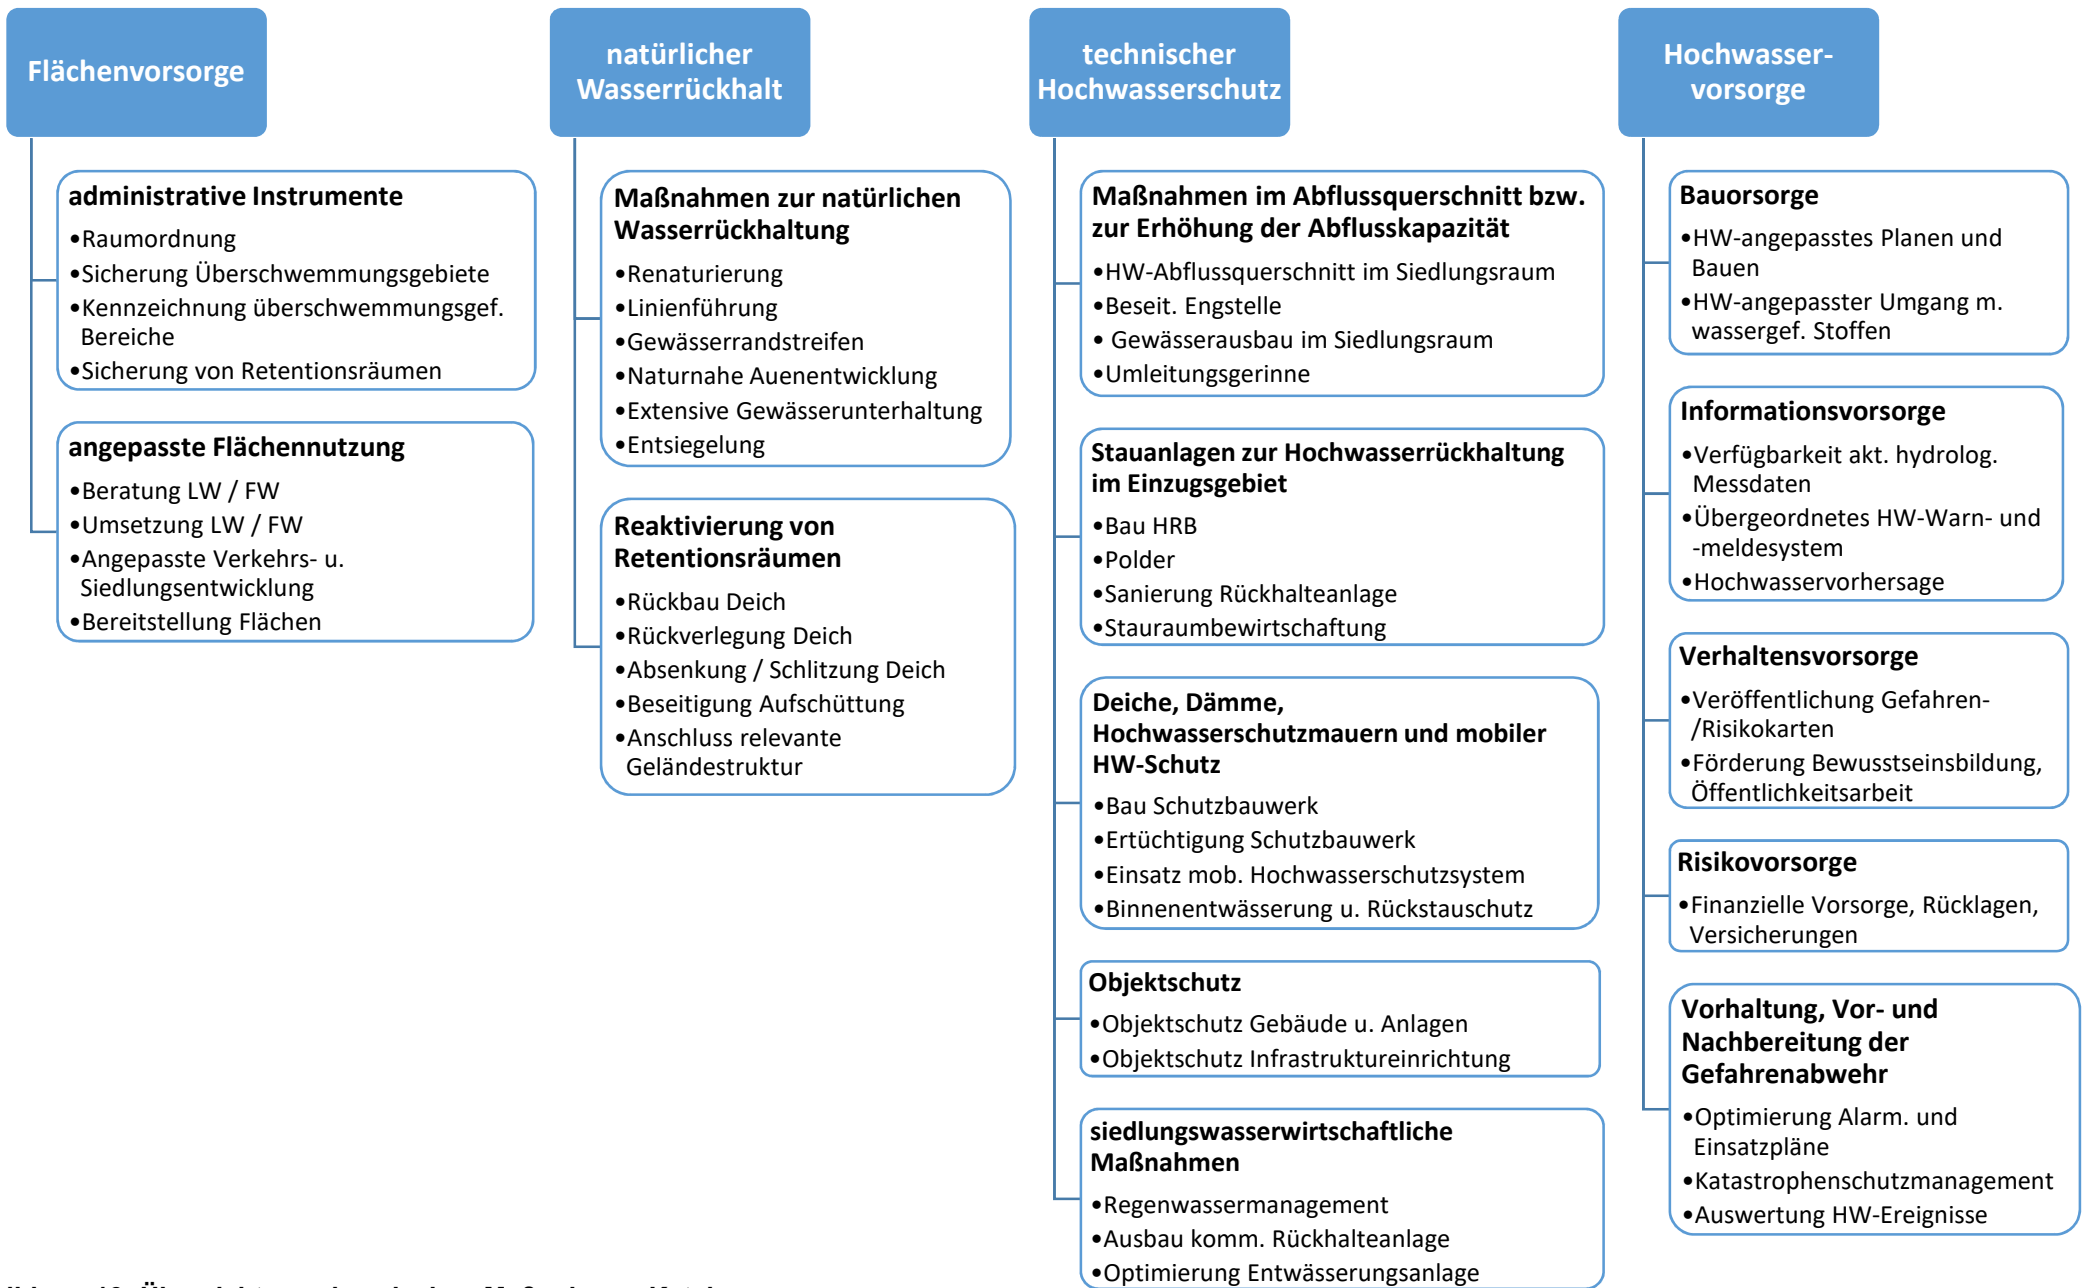 Flächenvorsorge
administrative Instrumente
•Raumordnung
•Sicherung Überschwemmungsgebiete
•Kennzeichnung überschwemmungsgef.
Bereiche
•Sicherung von Retentionsräumen
angepasste Flächennutzung
•Beratung LW / FW
•Umsetzung LW / FW
•Angepasste Verkehrs- u.
Siedlungsentwicklung
•Bereitstellung Flächen
natürlicher
Wasserrückhalt
Maßnahmen zur natürlichen
Wasserrückhaltung
•Renaturierung
•Linienführung
•Gewässerrandstreifen
•Naturnahe Auenentwicklung
•Extensive Gewässerunterhaltung
•Entsiegelung
Reaktivierung von
Retentionsräumen
•Rückbau Deich
•Rückverlegung Deich
•Absenkung / Schlitzung Deich
•Beseitigung Aufschüttung
•Anschluss relevante
Geländestruktur
technischer
Hochwasserschutz
Maßnahmen im Abflussquerschnitt bzw.
zur Erhöhung der Abflusskapazität
•HW-Abflussquerschnitt im Siedlungsraum
•Beseit. Engstelle
• Gewässerausbau im Siedlungsraum
•Umleitungsgerinne
Stauanlagen zur Hochwasserrückhaltung
im Einzugsgebiet
•Bau HRB
•Polder
•Sanierung Rückhalteanlage
•Stauraumbewirtschaftung
Deiche, Dämme,
Hochwasserschutzmauern und mobiler
HW-Schutz
•Bau Schutzbauwerk
•Ertüchtigung Schutzbauwerk
•Einsatz mob. Hochwasserschutzsystem
•Binnenentwässerung u. Rückstauschutz
Objektschutz
•Objektschutz Gebäude u. Anlagen
•Objektschutz Infrastruktureinrichtung
siedlungswasserwirtschaftliche
Maßnahmen
•Regenwassermanagement
•Ausbau komm. Rückhalteanlage
•Optimierung Entwässerungsanlage
Hochwasser-
vorsorge
Bauorsorge
•HW-angepasstes Planen und
Bauen
•HW-angepasster Umgang m.
wassergef. Stoffen
Informationsvorsorge
•Verfügbarkeit akt. hydrolog.
Messdaten
•Übergeordnetes HW-Warn- und
-meldesystem
•Hochwasservorhersage
Verhaltensvorsorge
•Veröffentlichung Gefahren-
/Risikokarten
•Förderung Bewusstseinsbildung,
Öffentlichkeitsarbeit
Risikovorsorge
•Finanzielle Vorsorge, Rücklagen,
Versicherungen
Vorhaltung, Vor- und
Nachbereitung der
Gefahrenabwehr
•Optimierung Alarm. und
Einsatzpläne
•Katastrophenschutzmanagement
•Auswertung HW-Ereignisse